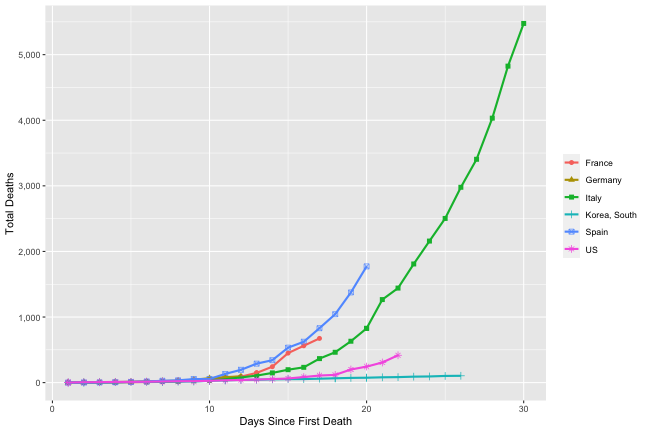 5,000
4,000
3,000
2,000
1,000
0
Total Deaths
0 10 20 30
Days Since First Death
France
Germany
Italy
Korea, South
Spain
US